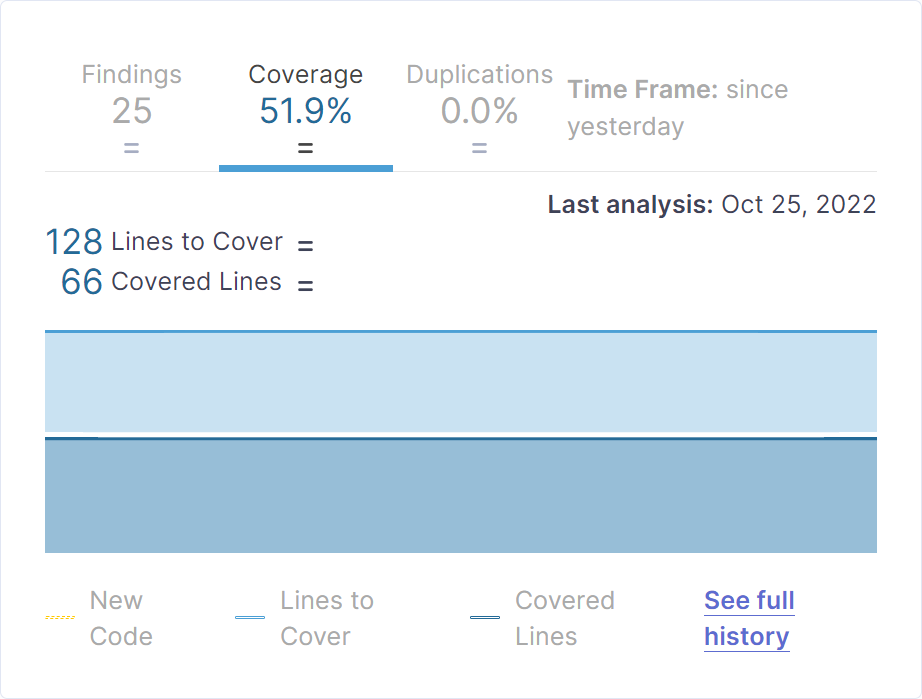 Findings
25
=
Coverage
51.9%
=
Duplications
0.0%
=
Time Frame: since
yesterday
Last analysis: Oct 25, 2022
128 Lines to Cover =
66 Covered Lines =
New
Code
Lines to
Cover
Covered
Lines
See full
history